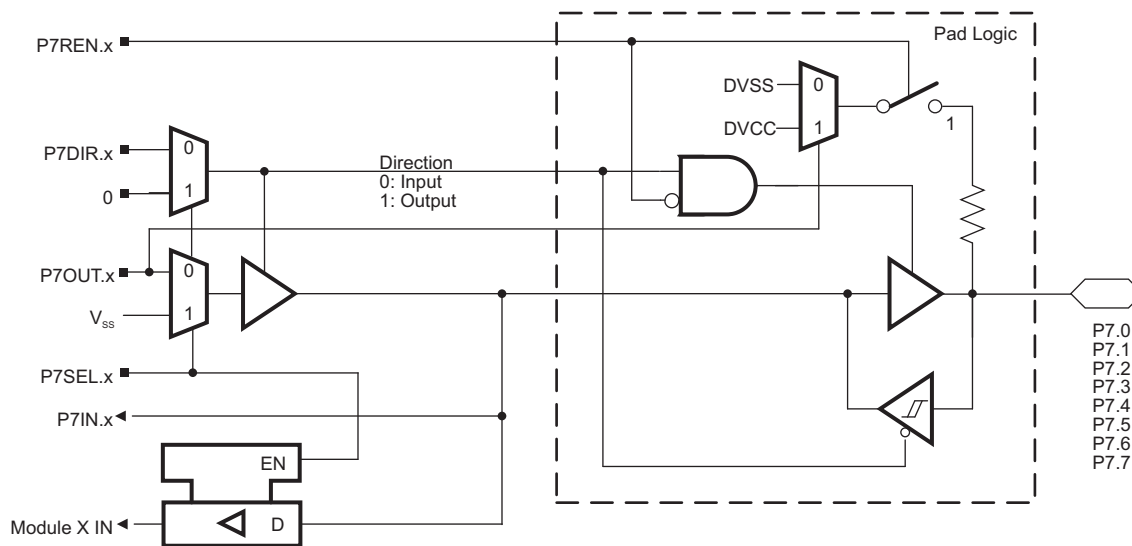 P7REN.x
Pad Logic
DVSS
0
DVCC
1
1
P7DIR.x
0
0
1
Direction
0: Input
1: Output
P7OUT.x
0
VSS
1
P7SEL.x
P7IN.x
EN
Module X IN
D
P7.0
P7.1
P7.2
P7.3
P7.4
P7.5
P7.6
P7.7